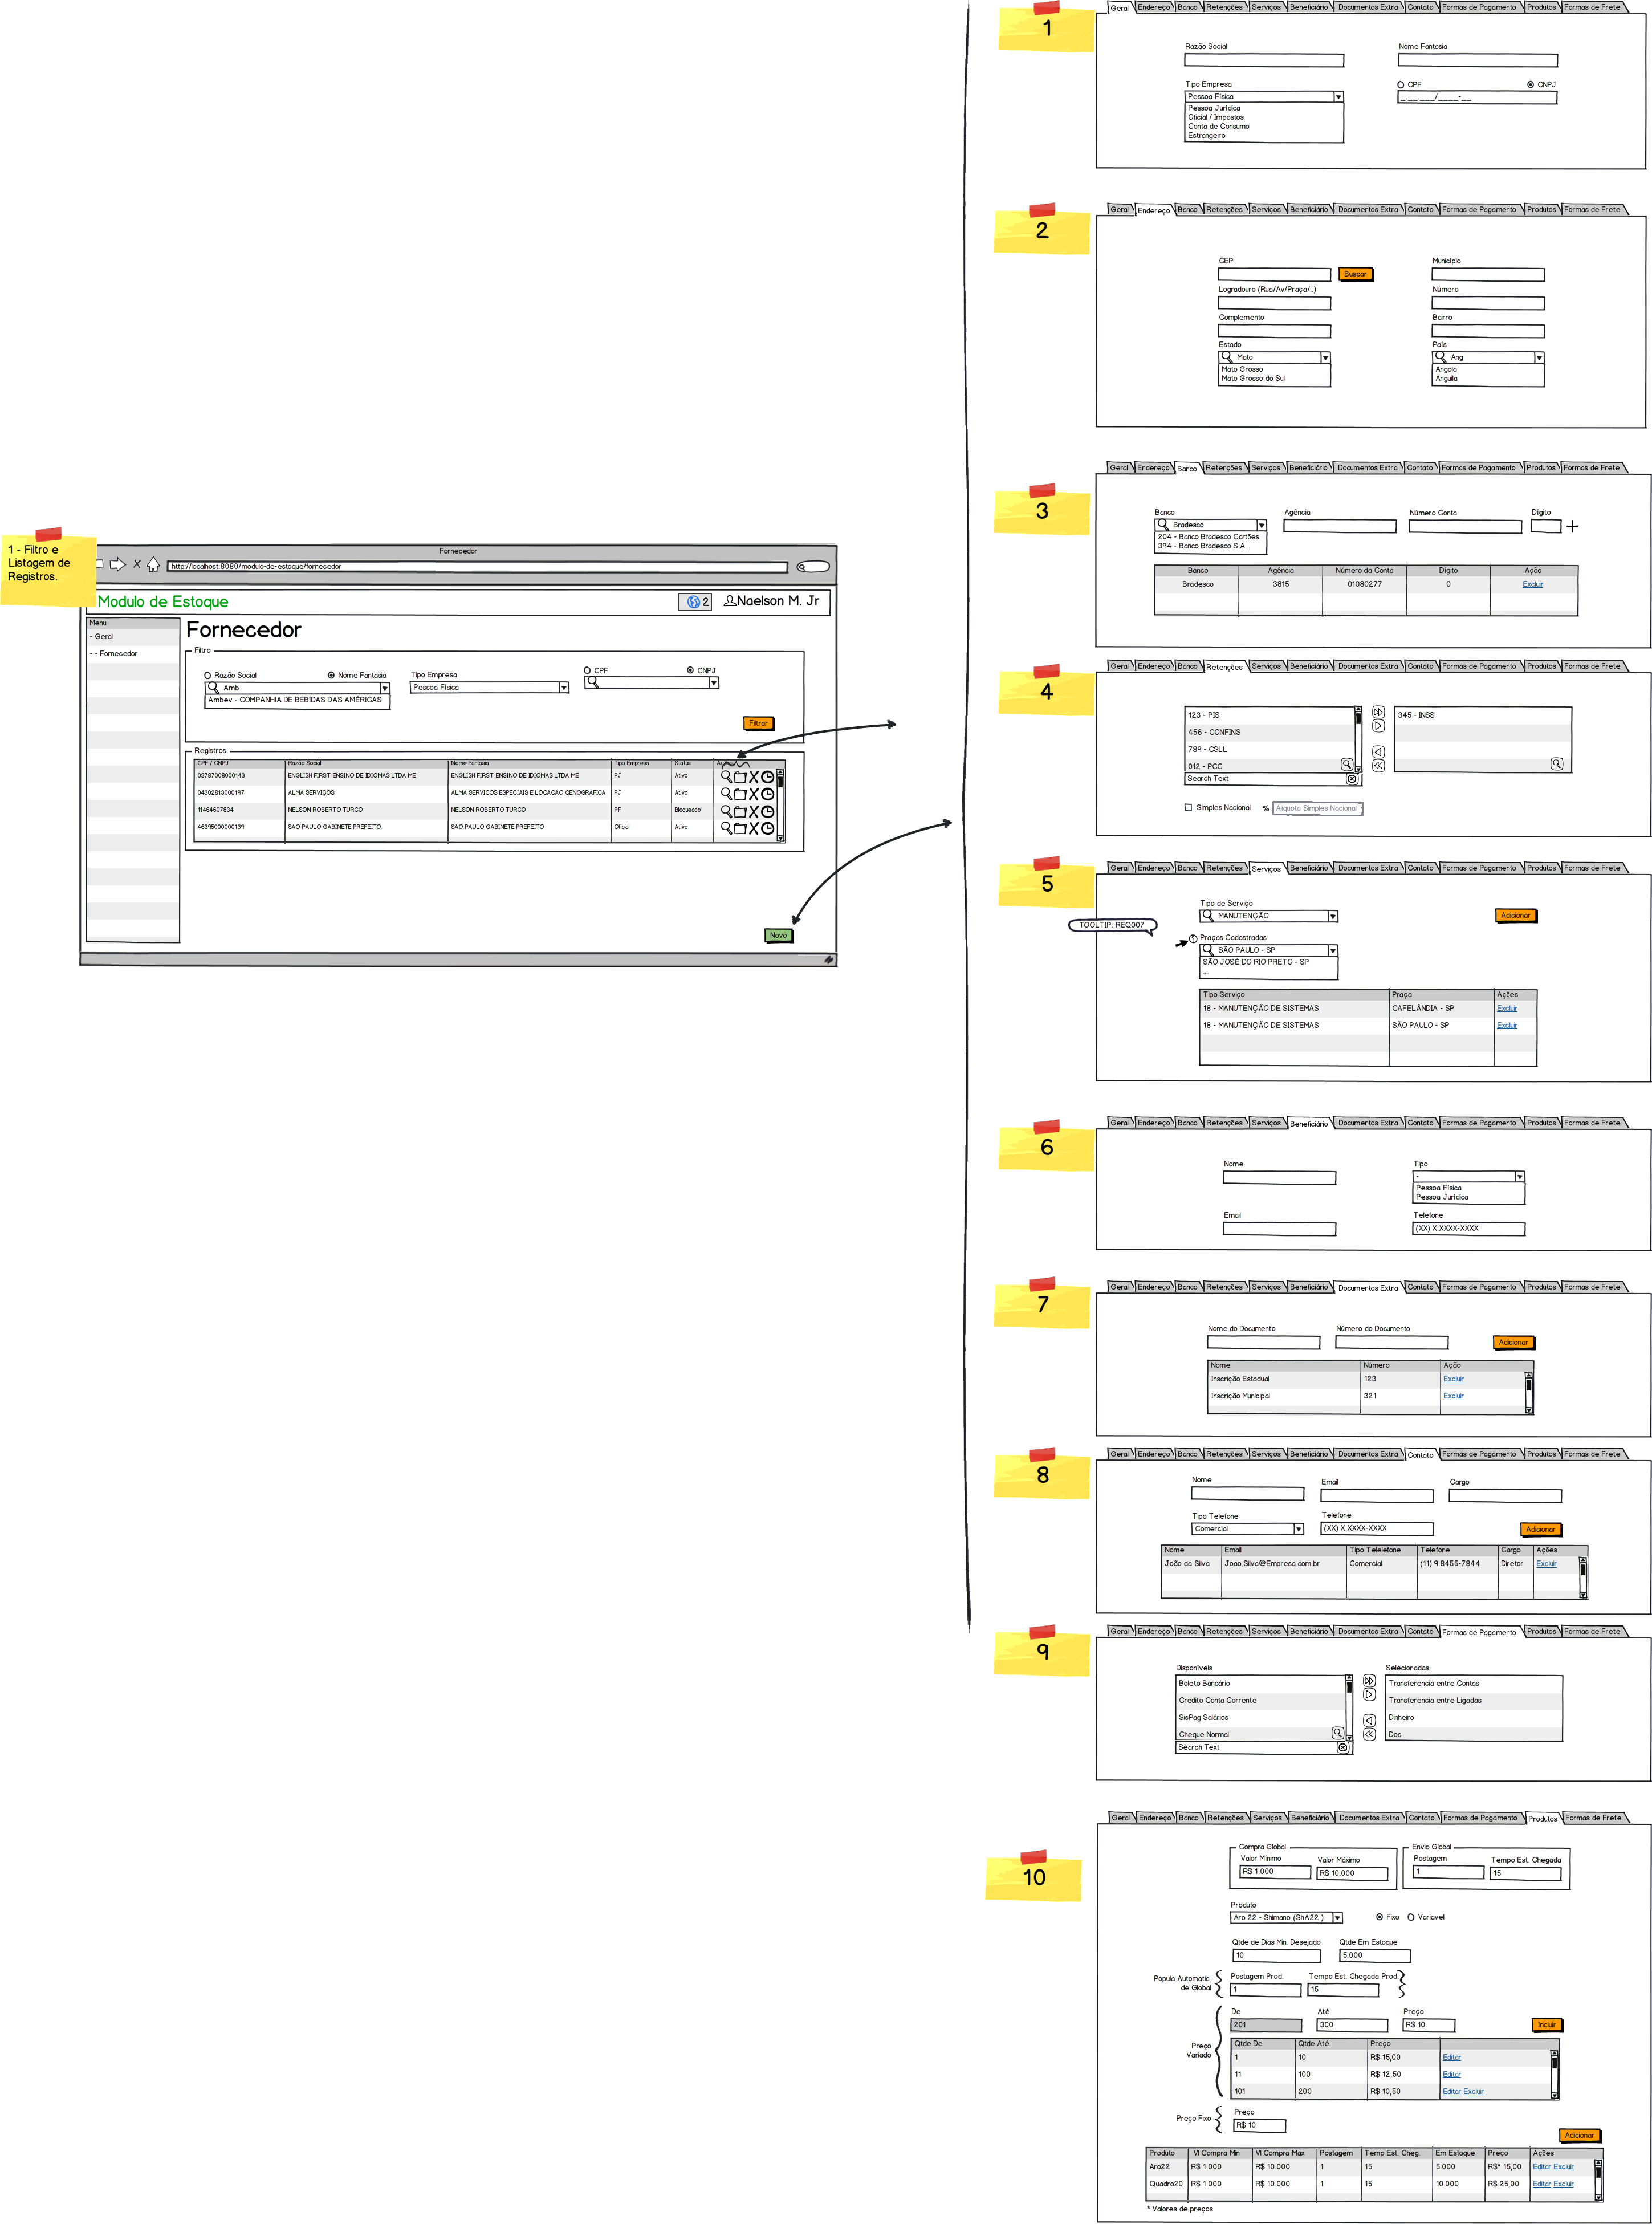 1 - Filtro e
Listagem de
Registros.
Fornecedor
http://localhost:8080/modulo-de-estoque/fornecedor
Modulo de Estoque
2
Naelson M. Jr
Menu
- Geral
- - Fornecedor
Fornecedor
Filtro
Razão Social Nome Fantasia Tipo Empresa CPF CNPJ
Amb Pessoa Física
Ambev - COMPANHIA DE BEBIDAS DAS AMÉRICAS
Filtrar
Registros
CPF / CNPJ Razão Social Nome Fantasia Tipo Empresa Status
03787008000143 ENGLISH FIRST ENSINO DE IDIOMAS LTDA ME ENGLISH FIRST ENSINO DE IDIOMAS LTDA ME PJ Ativo
04302813000197 ALMA SERVIÇOS ALMA SERVICOS ESPECIAIS E LOCACAO CENOGRAFICA PJ Ativo
11464607834 NELSON ROBERTO TURCO NELSON ROBERTO TURCO PF Bloqueado
46395000000139 SAO PAULO GABINETE PREFEITO SAO PAULO GABINETE PREFEITO Oficial Ativo
Novo
1
Geral Endereço Banco Retenções Serviços Beneficiário Documentos Extra Contato Formas de Pagamento Produtos Formas de Frete
Razão Social Nome Fantasia
Tipo Empresa CPF CNPJ
Pessoa Física
Pessoa Jurídica
Oficial / Impostos
Conta de Consumo
Estrangeiro
2
Geral Endereço Banco Retenções Serviços Beneficiário Documentos Extra Contato Formas de Pagamento Produtos Formas de Frete
CEP Município
Buscar
Logradouro (Rua/Av/Praça/..) Número
Complemento Bairro
Estado País
Mato Ang
Mato Grosso Angola
Mato Grosso do Sul Anguila
3
Geral Endereço Banco Retenções Serviços Beneficiário Documentos Extra Contato Formas de Pagamento Produtos Formas de Frete
Banco Agência Número Conta Dígito
Bradesco
204 - Banco Bradesco Cartões
394 - Banco Bradesco S.A.
Banco Agência Número da Conta Dígito Ação
Bradesco 3815 01080277 0 Excluir
4
Geral Endereço Banco Retenções Serviços Beneficiário Documentos Extra Contato Formas de Pagamento Produtos Formas de Frete
123 - PIS 345 - INSS
456 - CONFINS
789 - CSLL
012 - PCC
Search Text
Simples Nacional % Aliquota Simples Nacional
5
Geral Endereço Banco Retenções Serviços Beneficiário Documentos Extra Contato Formas de Pagamento Produtos Formas de Frete
Tipo de Serviço
MANUTENÇÃO Adicionar
TOOLTIP: REQ007
? Praças Cadastradas
SÃO PAULO - SP
SÃO JOSÉ DO RIO PRETO - SP
...
Tipo Serviço Praça Ações
18 - MANUTENÇÃO DE SISTEMAS CAFELÂNDIA - SP Excluir
18 - MANUTENÇÃO DE SISTEMAS SÃO PAULO - SP Excluir
6
Geral Endereço Banco Retenções Serviços Beneficiário Documentos Extra Contato Formas de Pagamento Produtos Formas de Frete
Nome Tipo
-
Pessoa Física
Pessoa Jurídica
Email Telefone
(XX) X.XXXX-XXXX
7
Geral Endereço Banco Retenções Serviços Beneficiário Documentos Extra Contato Formas de Pagamento Produtos Formas de Frete
Nome do Documento Número do Documento
Adicionar
Nome Número Ação
Inscrição Estadual 123 Excluir
Inscrição Municipal 321 Excluir
8
Geral Endereço Banco Retenções Serviços Beneficiário Documentos Extra Contato Formas de Pagamento Produtos Formas de Frete
Nome Email Cargo
Tipo Telefone Telefone
Comercial (XX) X.XXXX-XXXX Adicionar
Nome Email Tipo Telelefone Telefone Cargo Ações
João da Silva Joao.Silva@Empresa.com.br Comercial (11) 9.8455-7844 Diretor Excluir
9
Geral Endereço Banco Retenções Serviços Beneficiário Documentos Extra Contato Formas de Pagamento Produtos Formas de Frete
Disponíveis Selecionadas
Boleto Bancário Transferencia entre Contas
Credito Conta Corrente Transferencia entre Ligadas
SisPag Salários Dinheiro
Cheque Normal Doc
Search Text
10
Geral Endereço Banco Retenções Serviços Beneficiário Documentos Extra Contato Formas de Pagamento Produtos Formas de Frete
Compra Global Envio Global
Valor Mínimo Valor Máximo Postagem Tempo Est. Chegada
R$ 1.000 R$ 10.000 1 15
Produto
Aro 22 - Shimano (ShA22 ) Fixo Variavel
Qtde de Dias Min. Desejado Qtde Em Estoque
10 5.000
Popula Automatic. de Global
Postagem Prod. Tempo Est. Chegada Prod.
1 15
De Até Preço
201 300 R$ 10 Incluir
Preço Variado
Qtde De Qtde Até Preço
1 10 R$ 15,00 Editar
11 100 R$ 12,50 Editar
101 200 R$ 10,50 Editar Excluir
Preço Fixo
Preço
R$ 10
Adicionar
Produto Vl Compra Min Vl Compra Max Postagem Temp Est. Cheg. Em Estoque Preço Ações
Aro22 R$ 1.000 R$ 10.000 1 15 5.000 R$* 15,00 Editar Excluir
Quadro20 R$ 1.000 R$ 10.000 1 15 10.000 R$ 25,00 Editar Excluir
* Valores de preços